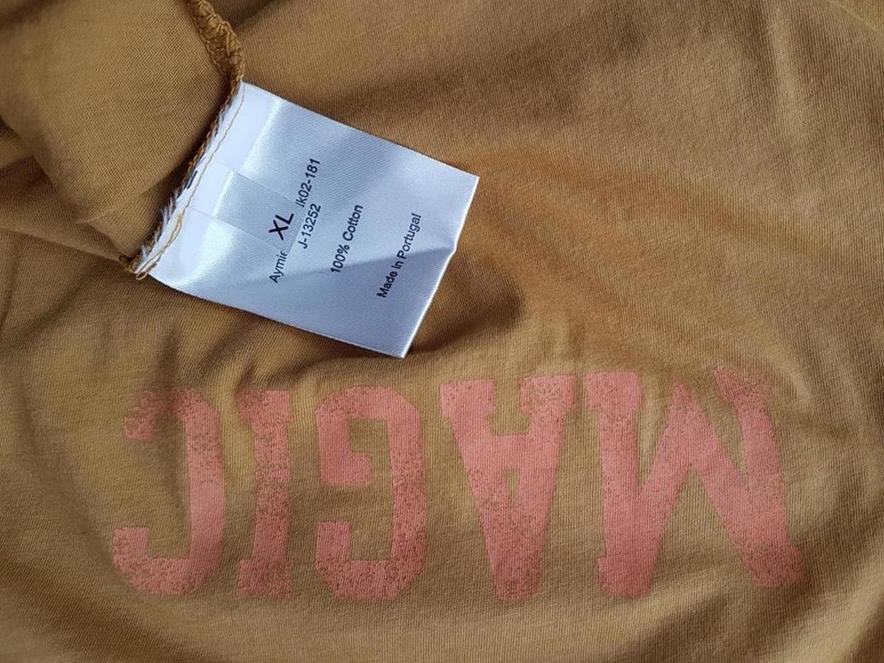 XL
J-13252
100% Cotton
Made in Portugal
MAGIC